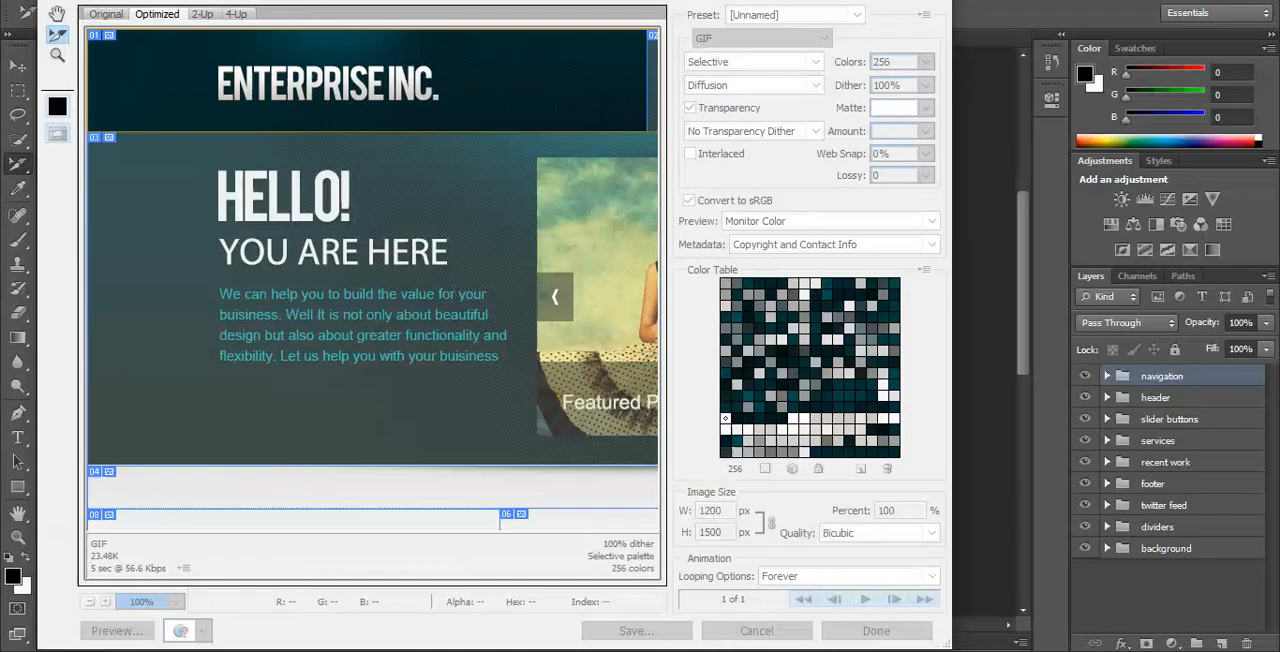 Original Optimized 2-Up 4-Up
Preset: [Unnamed]
Essentials
01
02
ENTERPRISE INC.
03
HELLO!
YOU ARE HERE
We can help you to build the value for your
buisiness. Well It is not only about beautiful
design but also about greater functionality and
flexibility. Let us help you with your buisiness
Featured P
04
08
06
GIF
23.48K
5 sec @ 56.6 Kbps
100% dither
Selective palette
256 colors
100%
R: -- G: -- B: -- Alpha: -- Hex: -- Index: --
Preview...
Save... Cancel Done
GIF
Selective Colors: 256
Diffusion Dither: 100%
Transparency Matte:
No Transparency Dither Amount:
Interlaced Web Snap: 0%
Lossy: 0
Convert to sRGB
Preview: Monitor Color
Metadata: Copyright and Contact Info
Color Table
256
Image Size
W: 1200 px Percent: 100 %
H: 1500 px Quality: Bicubic
Animation
Looping Options: Forever
1 of 1
Color Swatches
R 0
G 0
B 0
Adjustments Styles
Add an adjustment
Layers Channels Paths
Kind
Pass Through Opacity: 100%
Lock: Fill: 100%
navigation
header
slider buttons
services
recent work
footer
twitter feed
dividers
background
fx